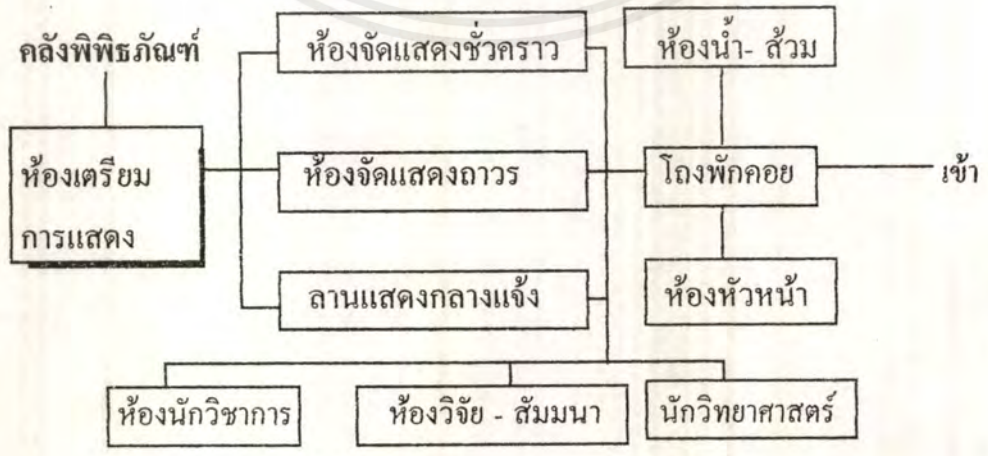 คลังพิพิธภัณฑ์
ห้องจัดแสดงชั่วคราว
ห้องน้ำ- ส้วม
ห้องเตรียม
การแสดง
ห้องจัดแสดงถาวร
โถงพักคอย
เข้า
ลานแสดงกลางแจ้ง
ห้องหัวหน้า
ห้องนักวิชาการ
ห้องวิจัย - สัมมนา
นักวิทยาศาสตร์